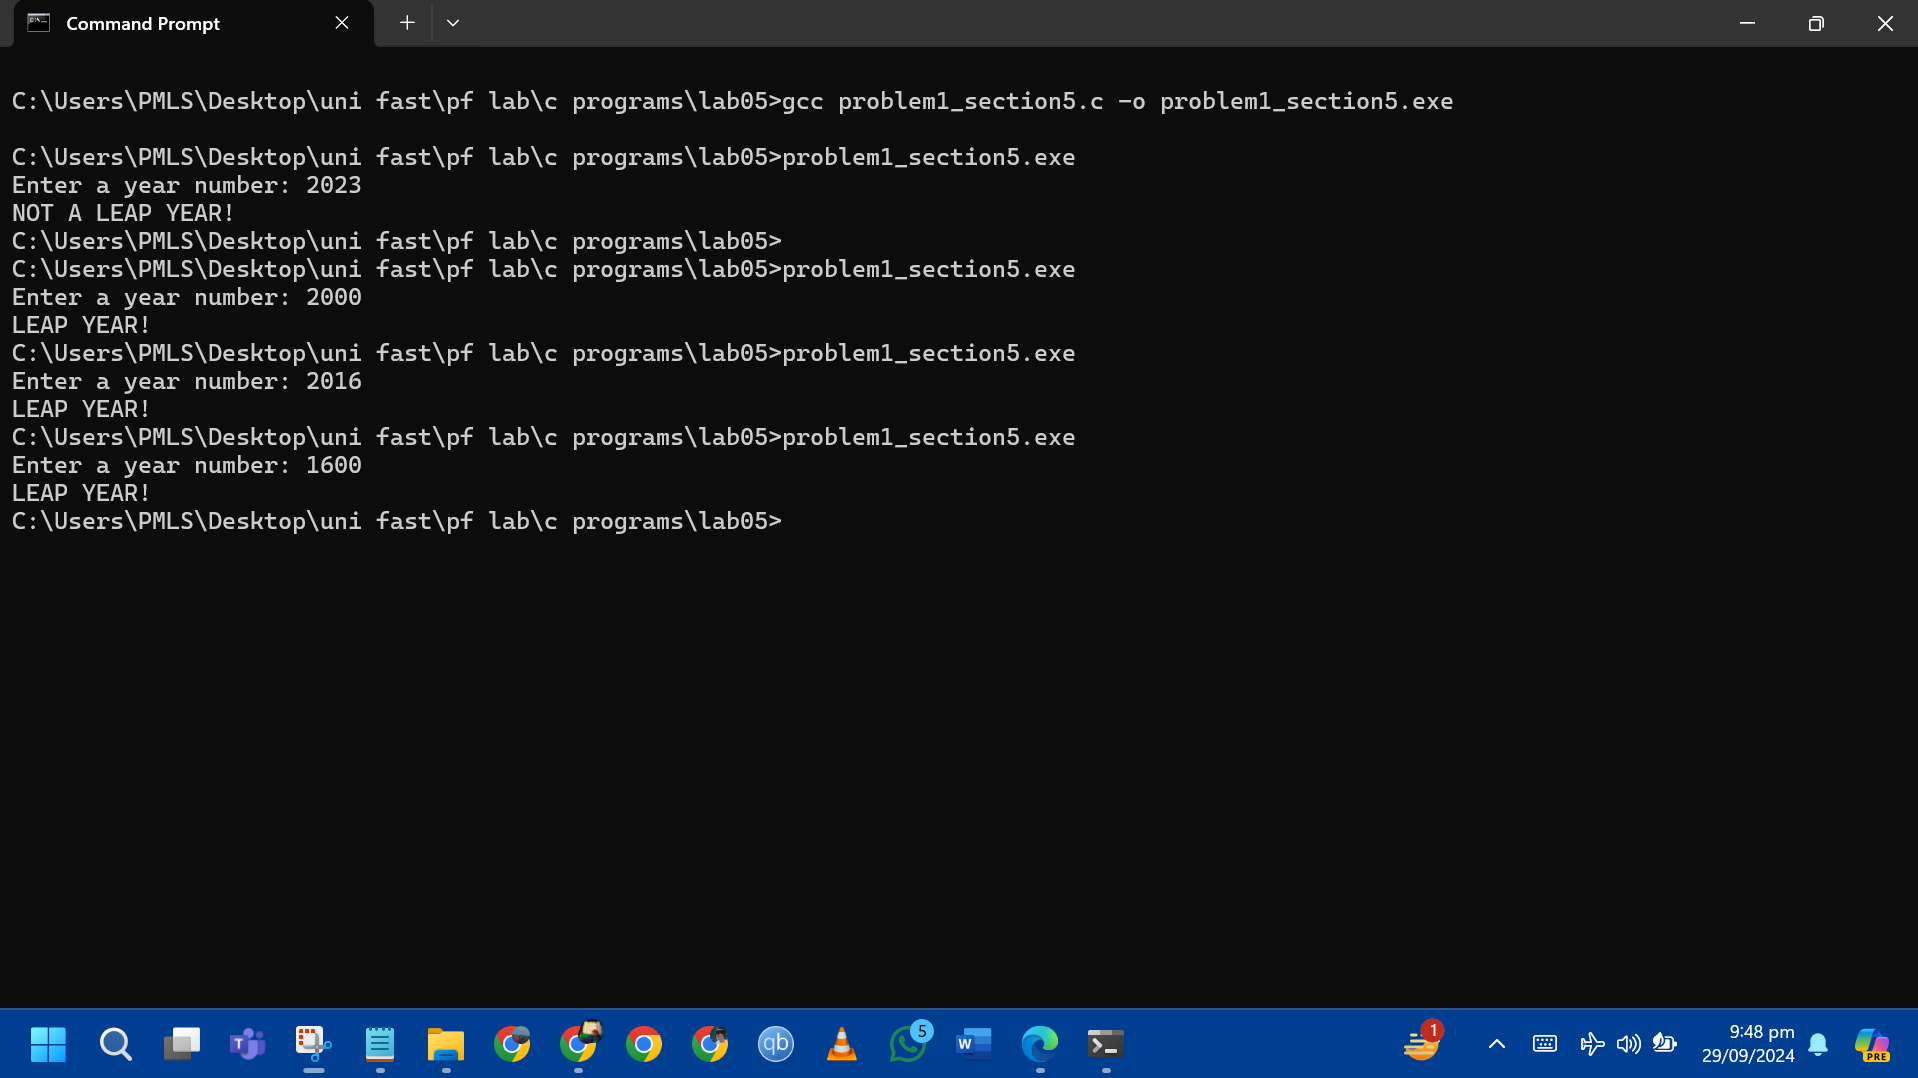 Command Prompt
C:\Users\PMLS\Desktop\uni fast\pf lab\c programs\lab05>gcc problem1_section5.c -o problem1_section5.exe
C:\Users\PMLS\Desktop\uni fast\pf lab\c programs\lab05>problem1_section5.exe
Enter a year number: 2023
NOT A LEAP YEAR!
C:\Users\PMLS\Desktop\uni fast\pf lab\c programs\lab05>
C:\Users\PMLS\Desktop\uni fast\pf lab\c programs\lab05>problem1_section5.exe
Enter a year number: 2000
LEAP YEAR!
C:\Users\PMLS\Desktop\uni fast\pf lab\c programs\lab05>problem1_section5.exe
Enter a year number: 2016
LEAP YEAR!
C:\Users\PMLS\Desktop\uni fast\pf lab\c programs\lab05>problem1_section5.exe
Enter a year number: 1600
LEAP YEAR!
C:\Users\PMLS\Desktop\uni fast\pf lab\c programs\lab05>
T
qb
5
W
1
9:48 pm
29/09/2024
PRE